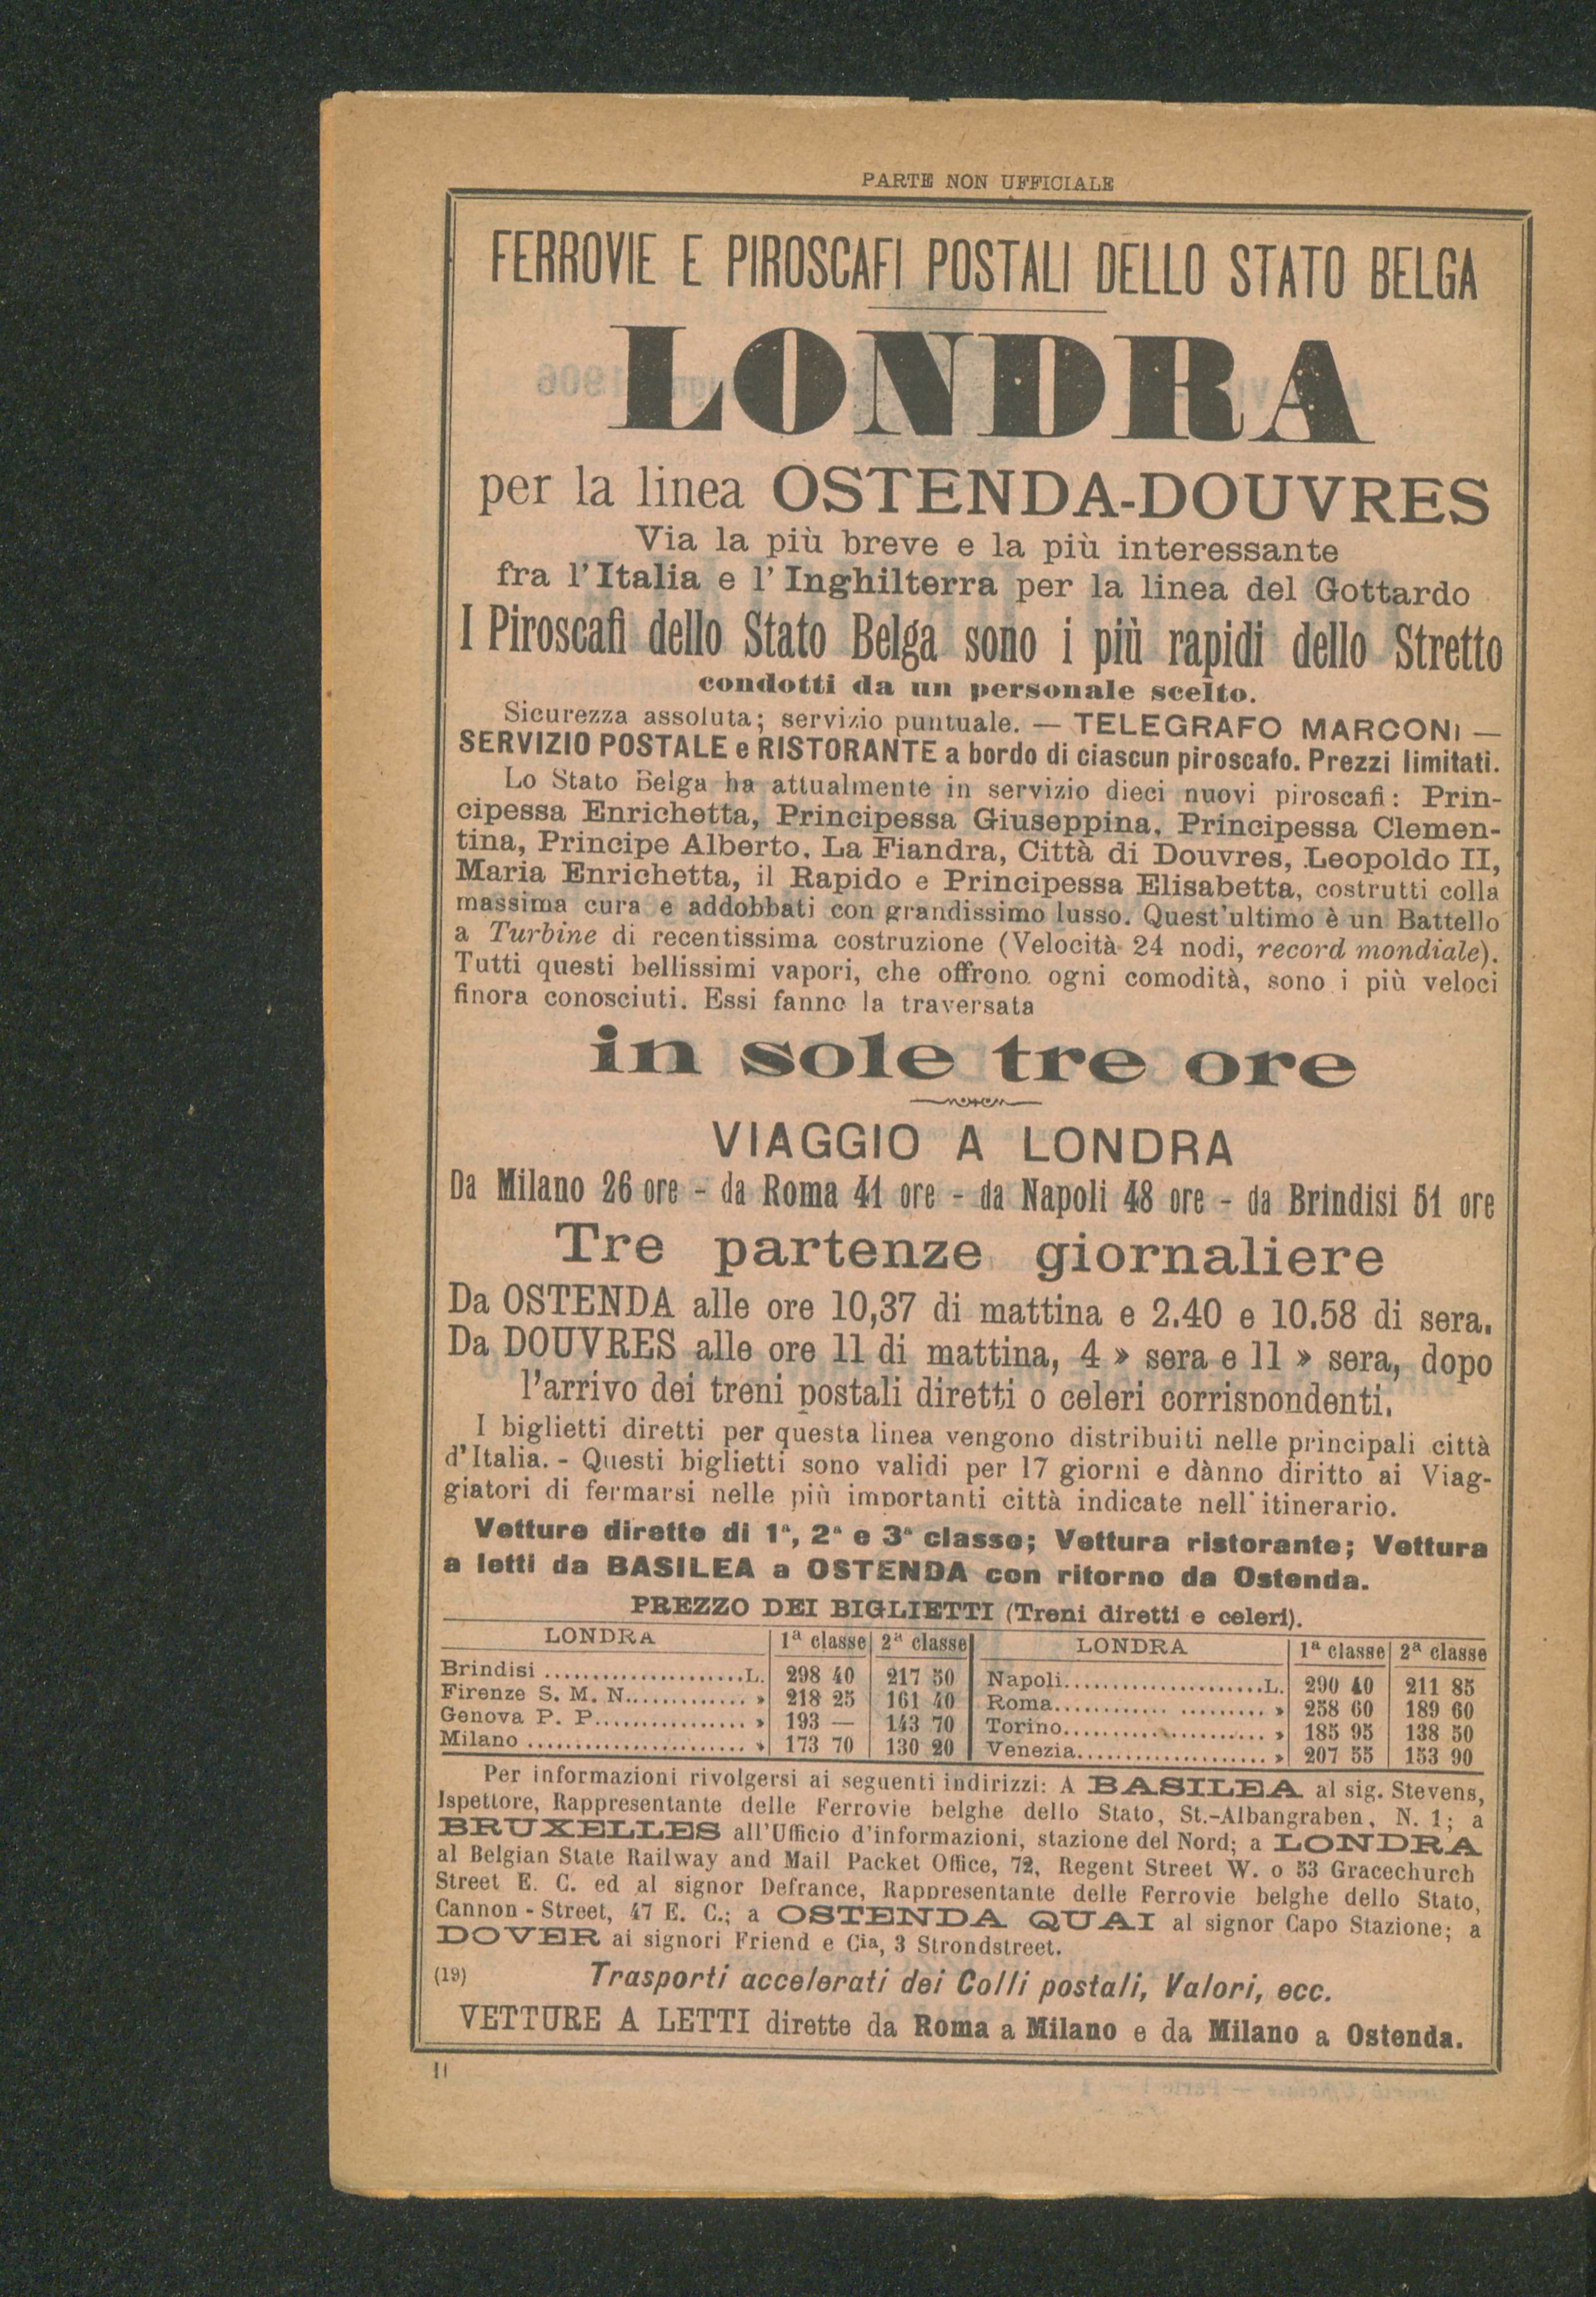 PARTE NON UFFICIALE
FERROVIE E PIROSCAFI POSTALI DELLO STATO BELGA
LONDRA
per la linea OSTENDA-DOUVRES
Via la più breve e la più interessante
fra l'Italia e l'Inghilterra per la linea del Gottardo
I Piroscafi dello Stato Belga sono i più rapidi dello Stretto
condotti da un personale scelto.
Sicurezza assoluta; servizio puntuale. — TELEGRAFO MARCONI —
SERVIZIO POSTALE e RISTORANTE a bordo di ciascun piroscafo. Prezzi limitati.
Lo Stato Belga ha attualmente in servizio dieci nuovi piroscafi: Prin-
cipessa Enrichetta, Principessa Giuseppina, Principessa Clemen-
tina, Principe Alberto, La Fiandra, Città di Douvres, Leopoldo II,
Maria Enrichetta, il Rapido e Principessa Elisabetta, costrutti colla
massima cura e addobbati con grandissimo lusso. Quest'ultimo è un Battello
a Turbine di recentissima costruzione (Velocità 24 nodi, record mondiale).
Tutti questi bellissimi vapori, che offrono ogni comodità, sono i più veloci
finora conosciuti. Essi fanno la traversata
in sole tre ore
VIAGGIO A LONDRA
Da Milano 26 ore - da Roma 41 ore - da Napoli 48 ore - da Brindisi 51 ore
Tre partenze giornaliere
Da OSTENDA alle ore 10,37 di mattina e 2.40 e 10.58 di sera.
Da DOUVRES alle ore 11 di mattina, 4 » sera e 11 » sera, dopo
l'arrivo dei treni postali diretti o celeri corrispondenti.
I biglietti diretti per questa linea vengono distribuiti nelle principali città
d'Italia. - Questi biglietti sono validi per 17 giorni e dànno diritto ai Viag-
giatori di fermarsi nelle più importanti città indicate nell'itinerario.
Vetture dirette di 1ª, 2ª e 3ª classe; Vettura ristorante; Vettura
a letti da BASILEA a OSTENDA con ritorno da Ostenda.
PREZZO DEI BIGLIETTI (Treni diretti e celeri).
LONDRA 1ª classe 2ª classe LONDRA 1ª classe 2ª classe
Brindisi .....................L. 298 40 217 50 Napoli.....................L. 290 40 211 85
Firenze S. M. N............. » 218 25 161 40 Roma..................... » 258 60 189 60
Genova P. P................ » 193 — 143 70 Torino..................... » 185 95 138 50
Milano ....................... » 173 70 130 20 Venezia.................... » 207 55 153 90
Per informazioni rivolgersi ai seguenti indirizzi: A BASILEA al sig. Stevens,
Ispettore, Rappresentante delle Ferrovie belghe dello Stato, St.-Albangraben, N. 1; a
BRUXELLES all'Ufficio d'informazioni, stazione del Nord; a LONDRA
al Belgian State Railway and Mail Packet Office, 72, Regent Street W. o 53 Gracechurch
Street E. C. ed al signor Defrance, Rappresentante delle Ferrovie belghe dello Stato,
Cannon - Street, 47 E. C.; a OSTENDA QUAI al signor Capo Stazione; a
DOVER ai signori Friend e Cia, 3 Strondstreet.
(19) Trasporti accelerati dei Colli postali, Valori, ecc.
VETTURE A LETTI dirette da Roma a Milano e da Milano a Ostenda.
II